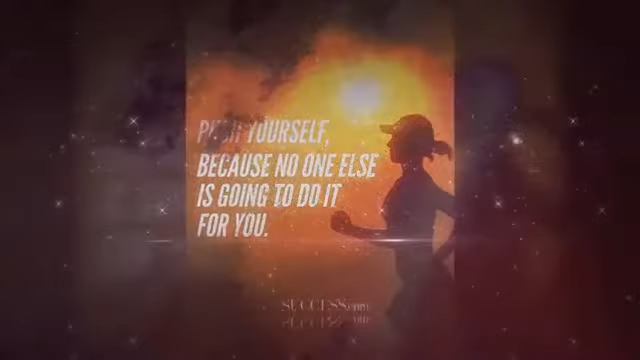 PUSH YOURSELF,
BECAUSE NO ONE ELSE
IS GOING TO DO IT
FOR YOU.
SUCCESS.com